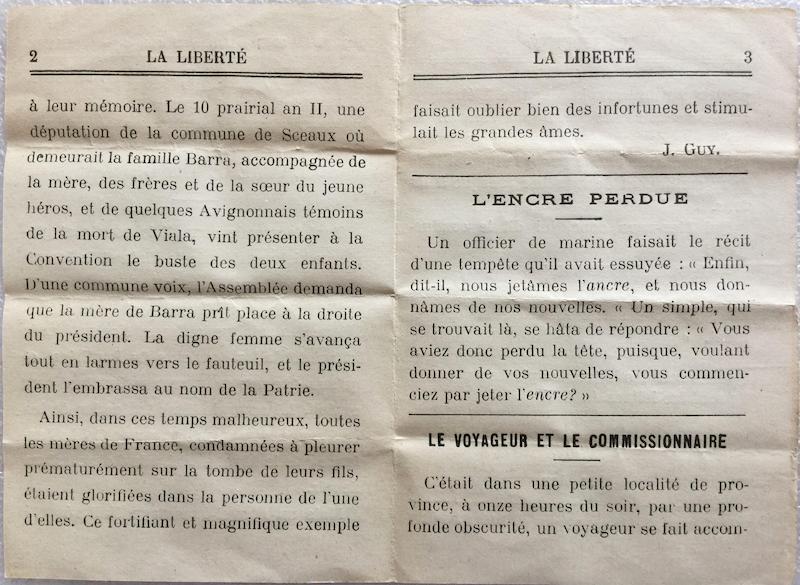 2
LA LIBERTÉ
à leur mémoire. Le 10 prairial an II, une
députation de la commune de Sceaux où
demeurait la famille Barra, accompagnée de
la mère, des frères et de la sœur du jeune
héros, et de quelques Avignonnais témoins
de la mort de Viala, vint présenter à la
Convention le buste des deux enfants.
D'une commune voix, l'Assemblée demanda
que la mère de Barra prît place à la droite
du président. La digne femme s'avança
tout en larmes vers le fauteuil, et le prési-
dent l'embrassa au nom de la Patrie.
Ainsi, dans ces temps malheureux, toutes
les mères de France, condamnées à pleurer
prématurément sur la tombe de leurs fils,
étaient glorifiées dans la personne de l'une
d'elles. Ce fortifiant et magnifique exemple
LA LIBERTÉ
3
faisait oublier bien des infortunes et stimu-
lait les grandes âmes.
J. GUY.
L'ENCRE PERDUE
Un officier de marine faisait le récit
d'une tempête qu'il avait essuyée : « Enfin,
dit-il, nous jetâmes l'ancre, et nous don-
nâmes de nos nouvelles. « Un simple, qui
se trouvait là, se hâta de répondre : « Vous
aviez donc perdu la tête, puisque, voulant
donner de vos nouvelles, vous commen-
ciez par jeter l'encre? »
LE VOYAGEUR ET LE COMMISSIONNAIRE
C'était dans une petite localité de pro-
vince, à onze heures du soir, par une pro-
fonde obscurité, un voyageur se fait accom-